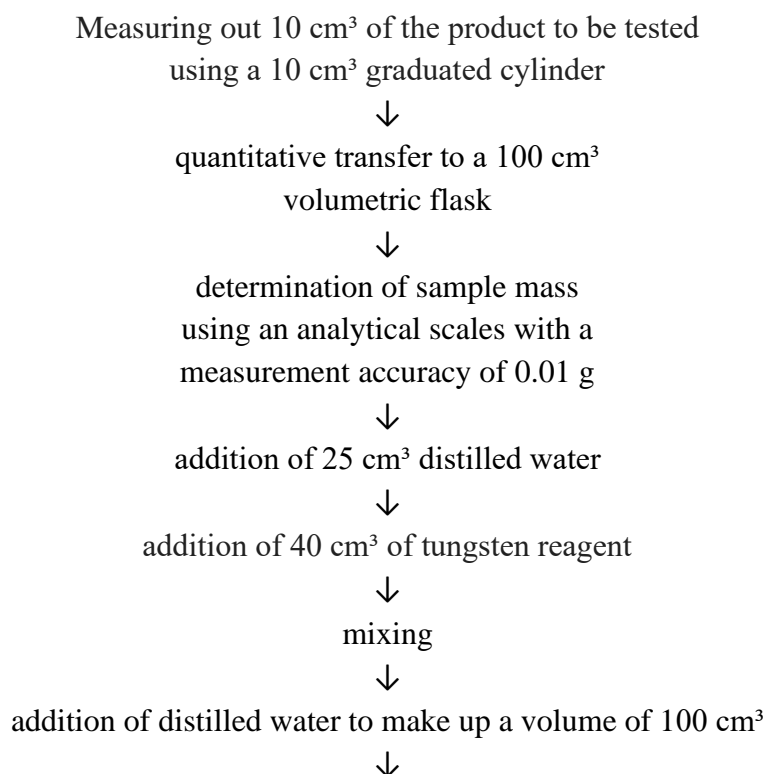 Measuring out 10 cm³ of the product to be tested
using a 10 cm³ graduated cylinder
↓
quantitative transfer to a 100 cm³
volumetric flask
↓
determination of sample mass
using an analytical scales with a
measurement accuracy of 0.01 g
↓
addition of 25 cm³ distilled water
↓
addition of 40 cm³ of tungsten reagent
↓
mixing
↓
addition of distilled water to make up a volume of 100 cm³
↓